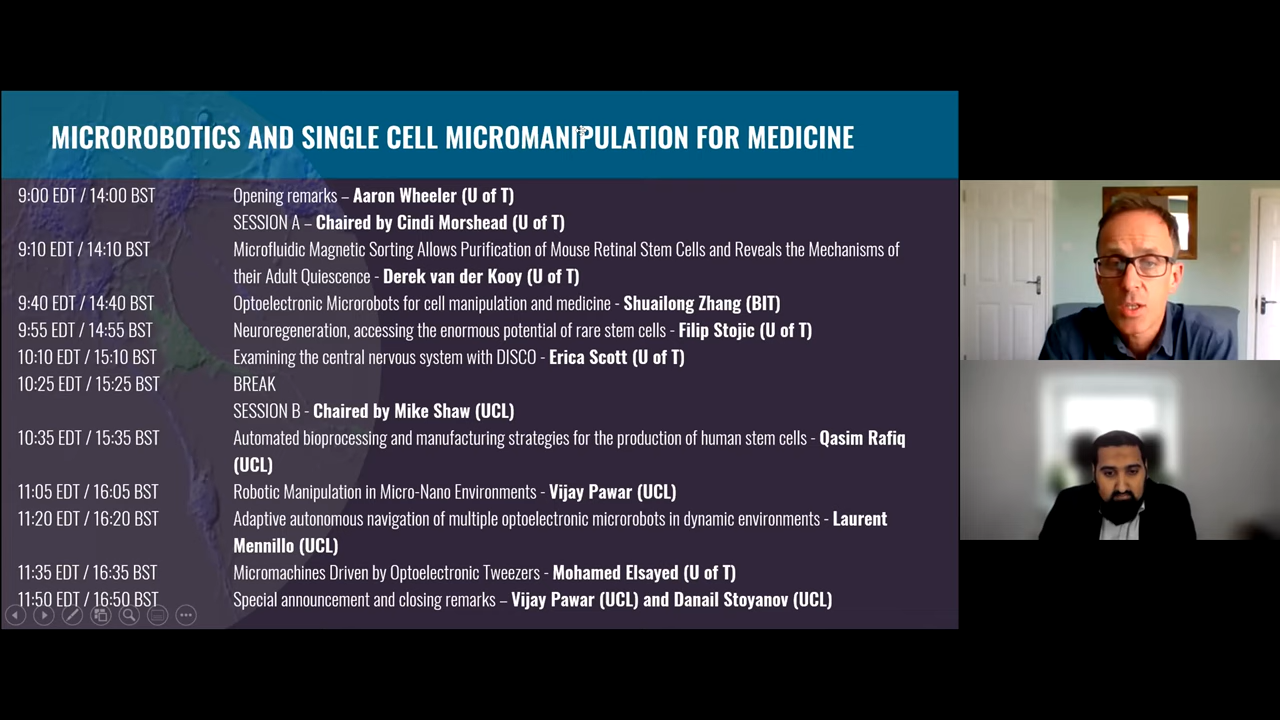 MICROROBOTICS AND SINGLE CELL MICROMANIPULATION FOR MEDICINE
9:00 EDT / 14:00 BST Opening remarks – Aaron Wheeler (U of T)
SESSION A – Chaired by Cindi Morshead (U of T)
9:10 EDT / 14:10 BST Microfluidic Magnetic Sorting Allows Purification of Mouse Retinal Stem Cells and Reveals the Mechanisms of
their Adult Quiescence - Derek van der Kooy (U of T)
9:40 EDT / 14:40 BST Optoelectronic Microrobots for cell manipulation and medicine - Shuailong Zhang (BIT)
9:55 EDT / 14:55 BST Neuroregeneration, accessing the enormous potential of rare stem cells - Filip Stojic (U of T)
10:10 EDT / 15:10 BST Examining the central nervous system with DISCO - Erica Scott (U of T)
10:25 EDT / 15:25 BST BREAK
SESSION B - Chaired by Mike Shaw (UCL)
10:35 EDT / 15:35 BST Automated bioprocessing and manufacturing strategies for the production of human stem cells - Qasim Rafiq
(UCL)
11:05 EDT / 16:05 BST Robotic Manipulation in Micro-Nano Environments - Vijay Pawar (UCL)
11:20 EDT / 16:20 BST Adaptive autonomous navigation of multiple optoelectronic microrobots in dynamic environments - Laurent
Mennillo (UCL)
11:35 EDT / 16:35 BST Micromachines Driven by Optoelectronic Tweezers - Mohamed Elsayed (U of T)
11:50 EDT / 16:50 BST Special announcement and closing remarks – Vijay Pawar (UCL) and Danail Stoyanov (UCL)